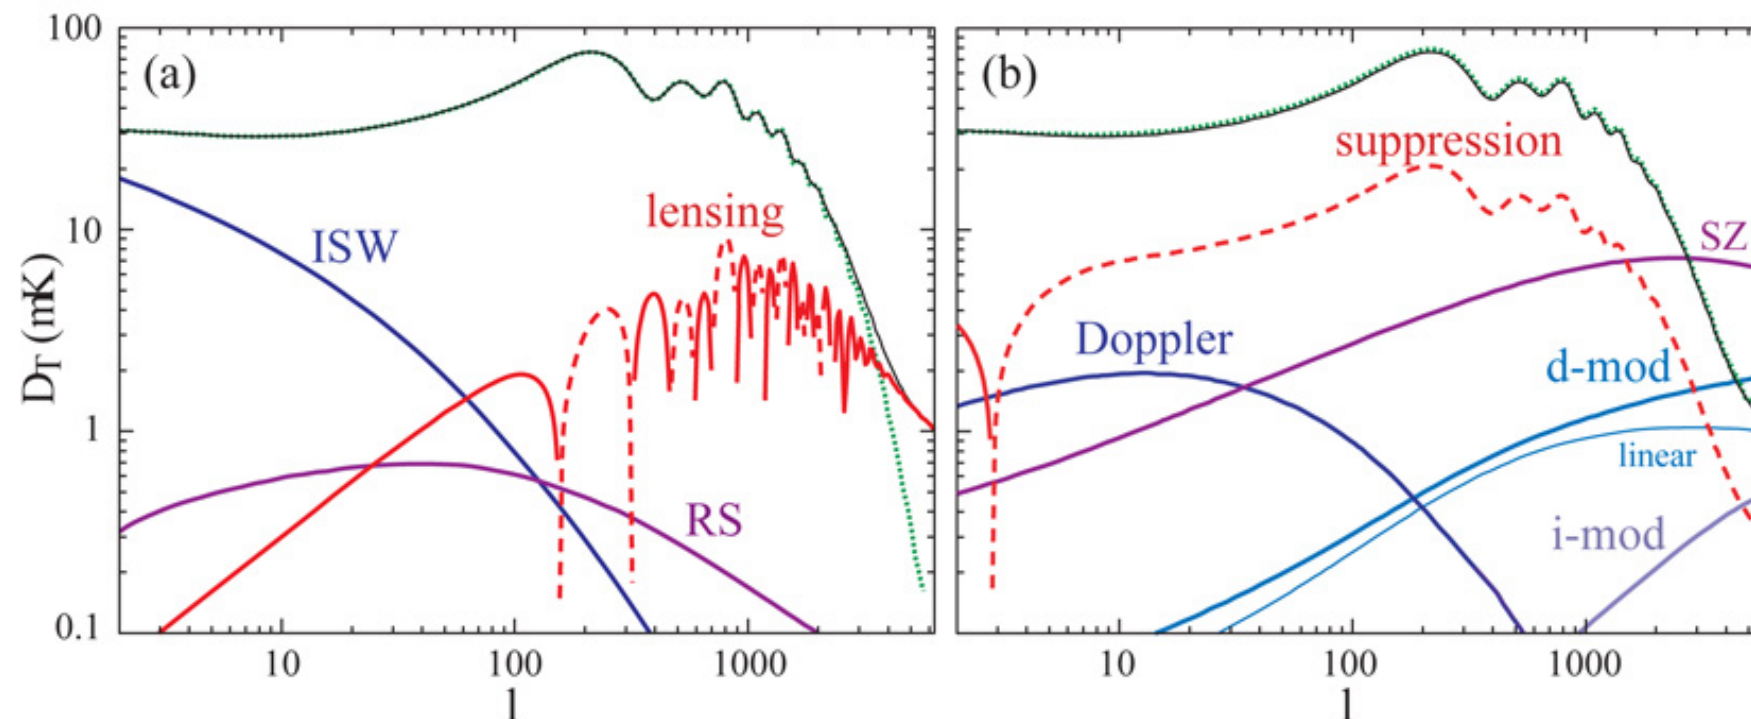 100
(a)
(b)
suppression
lensing
10
ISW
SZ
Doppler
d-mod
D_T (mK)
1
linear
RS
i-mod
0.1
10 100 1000 10 100 1000
l l